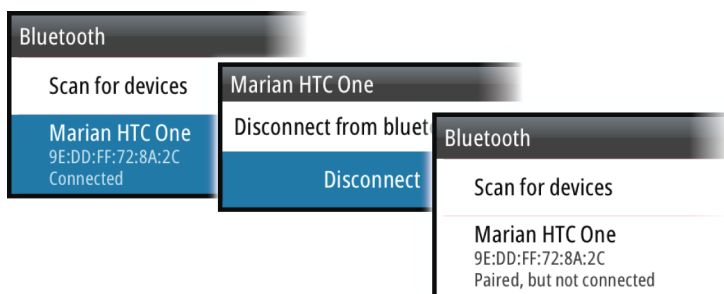 Bluetooth
Scan for devices
Marian HTC One
9E:DD:FF:72:8A:2C
Connected
Marian HTC One
Disconnect from
Disconnect
Bluetooth
Scan for devices
Marian HTC One
9E:DD:FF:72:8A:2C
Paired, but not connected